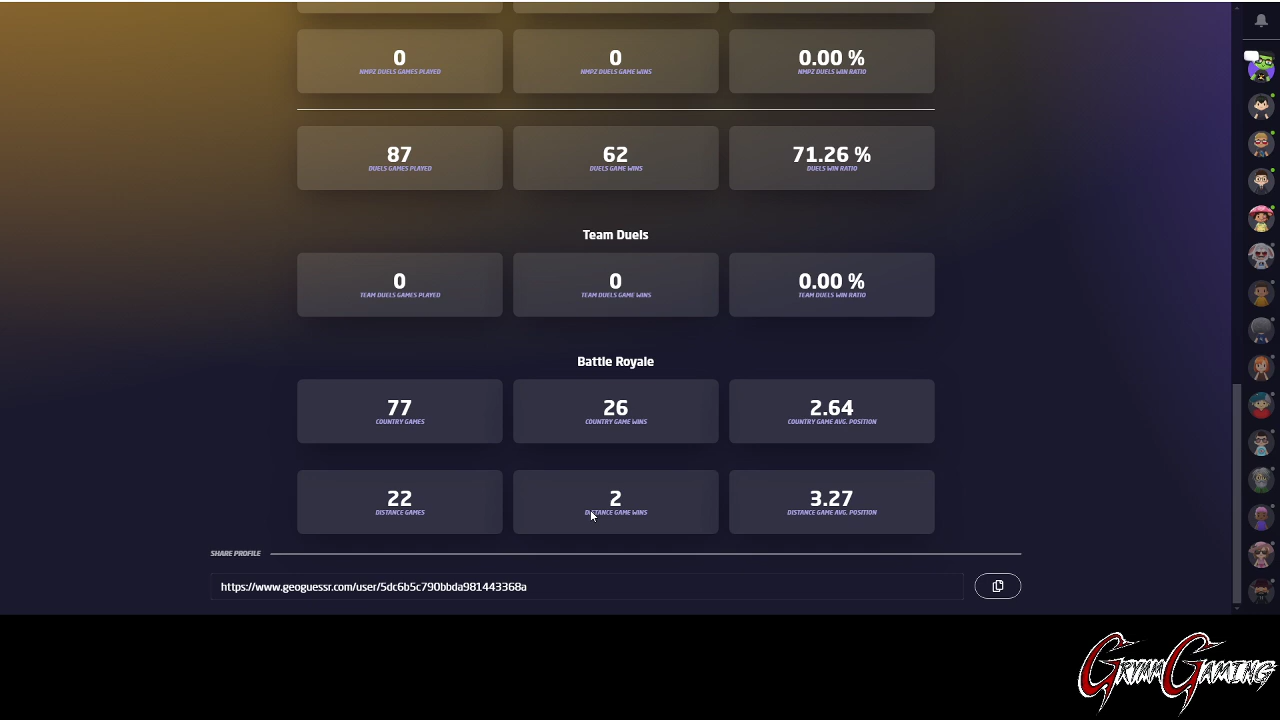 0
NMPZ DUELS GAMES PLAYED
0
NMPZ DUELS GAME WINS
0.00 %
NMPZ DUELS WIN RATIO
87
DUELS GAMES PLAYED
62
DUELS GAME WINS
71.26 %
DUELS WIN RATIO
Team Duels
0
TEAM DUELS GAMES PLAYED
0
TEAM DUELS GAME WINS
0.00 %
TEAM DUELS WIN RATIO
Battle Royale
77
COUNTRY GAMES
26
COUNTRY GAME WINS
2.64
COUNTRY GAME AVG. POSITION
22
DISTANCE GAMES
2
DISTANCE GAME WINS
3.27
DISTANCE GAME AVG. POSITION
SHARE PROFILE
https://www.geoguessr.com/user/5dc6b5c790bbda981443368a
GRIMMGAMING